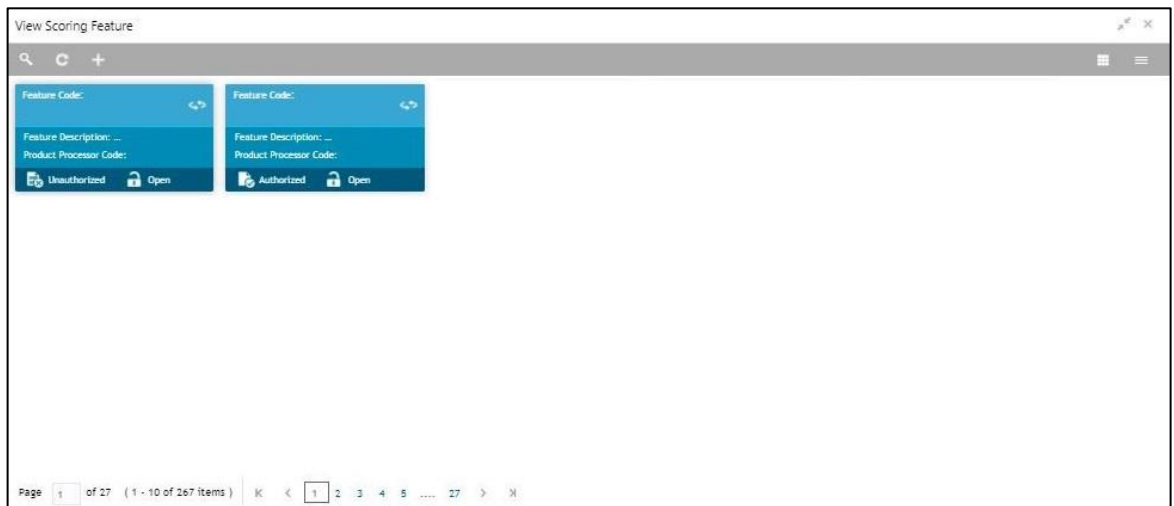 View Scoring Feature
Feature Code:
Feature Description: ...
Product Processor Code:
Unauthorized Open
Feature Code:
Feature Description: ...
Product Processor Code:
Authorized Open
Page 1 of 27 (1 - 10 of 267 items) K < 1 2 3 4 5 .... 27 >